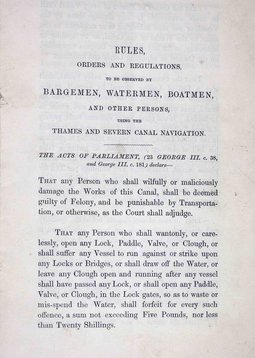 RULES,
ORDERS AND REGULATIONS,
TO BE OBSERVED BY
BARGEMEN, WATERMEN, BOATMEN,
AND OTHER PERSONS,
USING THE
THAMES AND SEVERN CANAL NAVIGATION.
THE ACTS OF PARLIAMENT, (23 GEORGE III. c. 38,
and George III. c. 181) declare—
THAT any Person who shall wilfully or maliciously
damage the Works of this Canal, shall be deemed
guilty of Felony, and be punishable by Transporta-
tion, or otherwise, as the Court shall adjudge.
THAT any Person who shall wantonly, or care-
lessly, open any Lock, Paddle, Valve, or Clough, or
shall suffer any Vessel to run against or strike upon
any Locks or Bridges, or shall draw off the Water, or
leave any Clough open and running after any vessel
shall have passed any Lock, or shall open any Paddle,
Valve, or Clough, in the Lock gates, so as to waste or
mis-spend the Water, shall forfeit for every such
offence, a sum not exceeding Five Pounds, nor less
than Twenty Shillings.